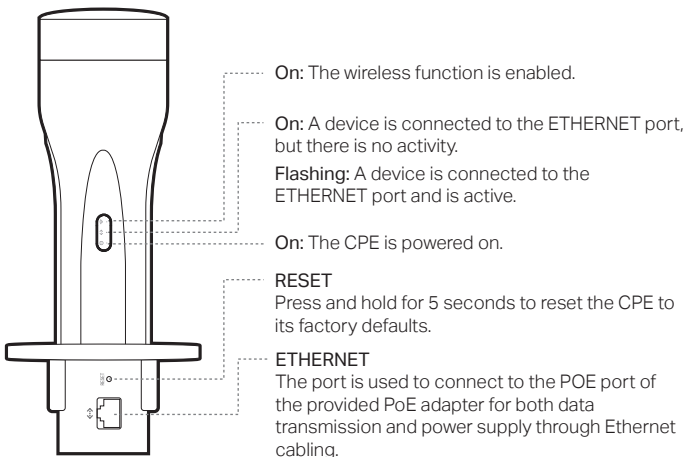 On: The wireless function is enabled.
On: A device is connected to the ETHERNET port,
but there is no activity.
Flashing: A device is connected to the
ETHERNET port and is active.
On: The CPE is powered on.
RESET
Press and hold for 5 seconds to reset the CPE to
its factory defaults.
RESET
ETHERNET
The port is used to connect to the POE port of
the provided PoE adapter for both data
transmission and power supply through Ethernet
cabling.